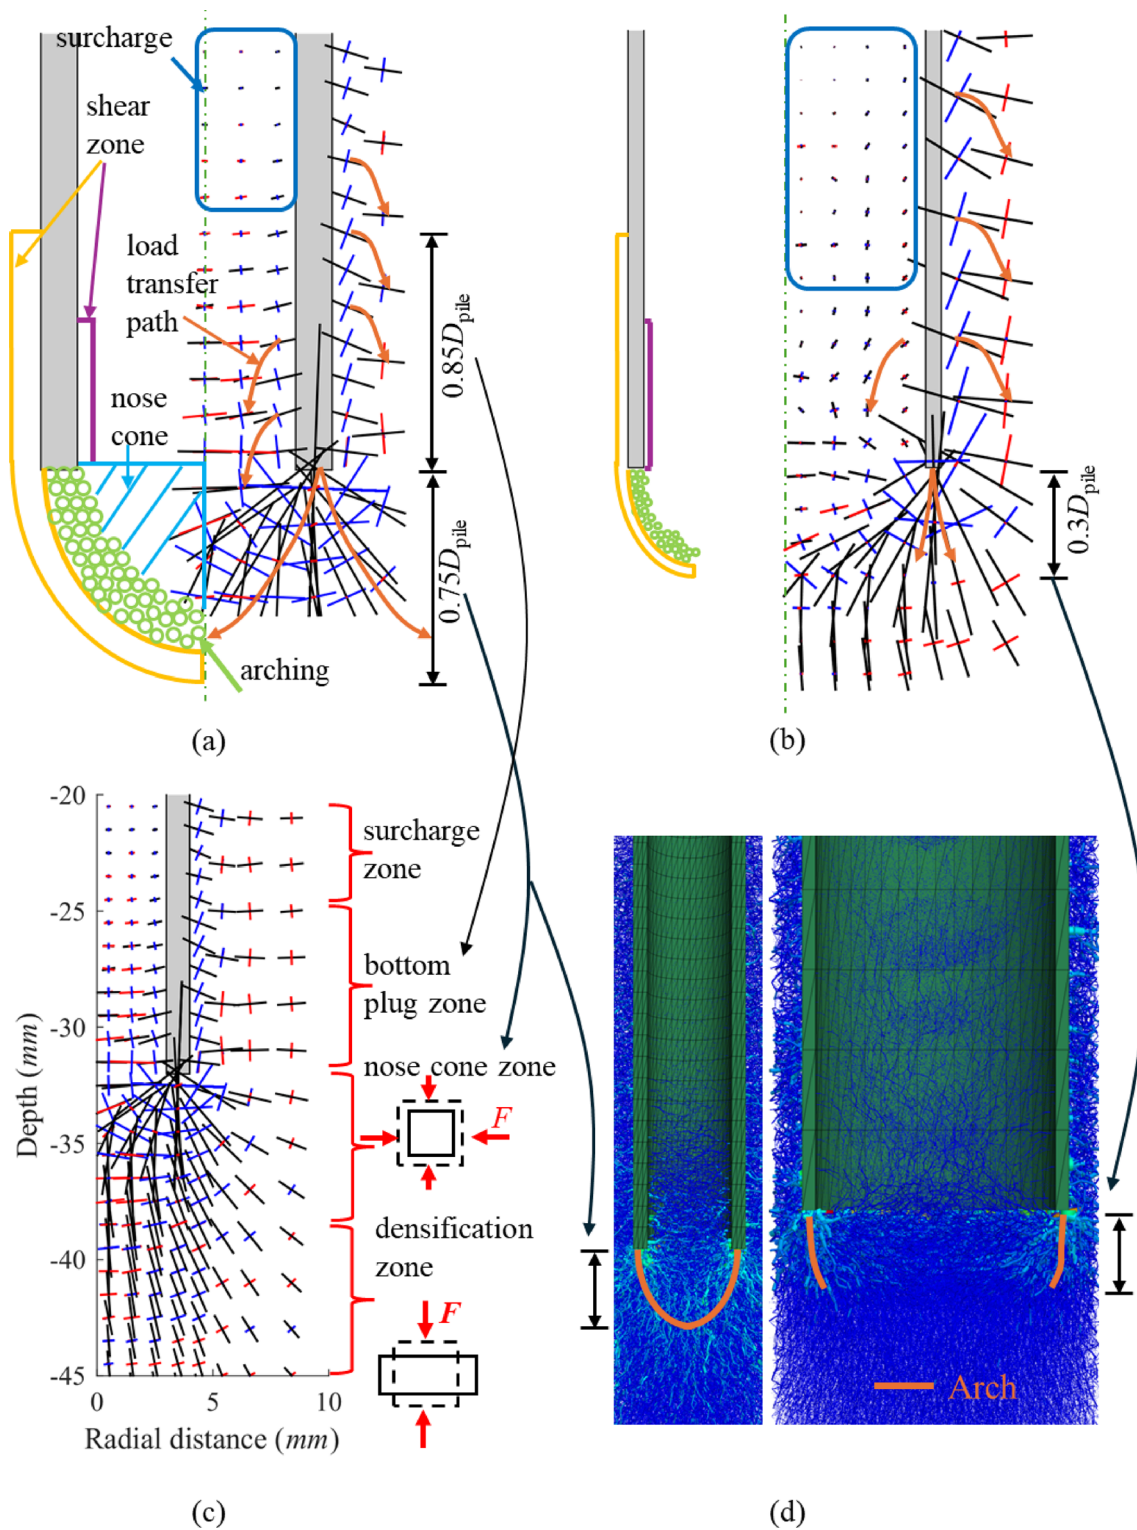 surcharge
shear
zone
load
transfer
path
nose
cone
0.85D_pile
0.75D_pile
arching
(a)
0.3D_pile
(b)
-20
-25
-30
-35
-40
-45
0
5
10
Depth (mm)
Radial distance (mm)
surcharge
zone
bottom
plug zone
nose cone zone
F
densification
zone
F
(c)
Arch
(d)